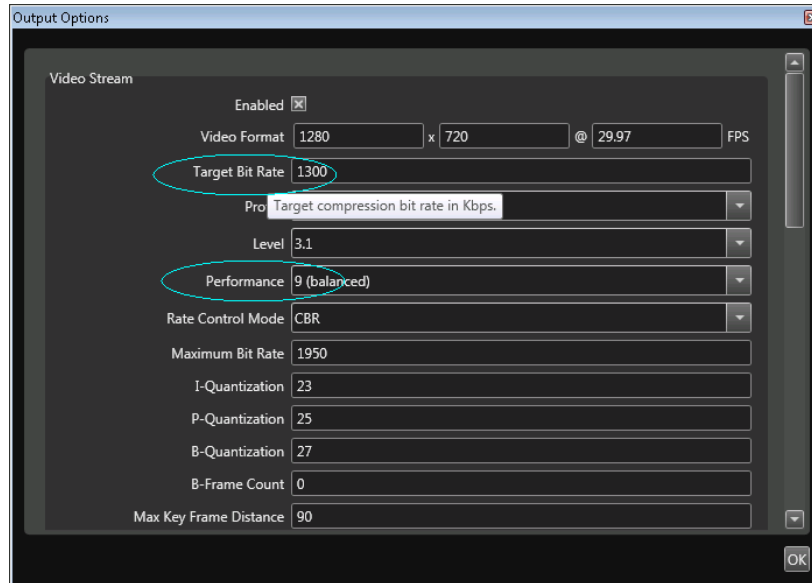 Output Options
Video Stream
Enabled
Video Format 1280 x 720 @ 29.97 FPS
Target Bit Rate 1300
Target compression bit rate in Kbps.
Level 3.1
Performance 9 (balanced)
Rate Control Mode CBR
Maximum Bit Rate 1950
I-Quantization 23
P-Quantization 25
B-Quantization 27
B-Frame Count 0
Max Key Frame Distance 90
OK